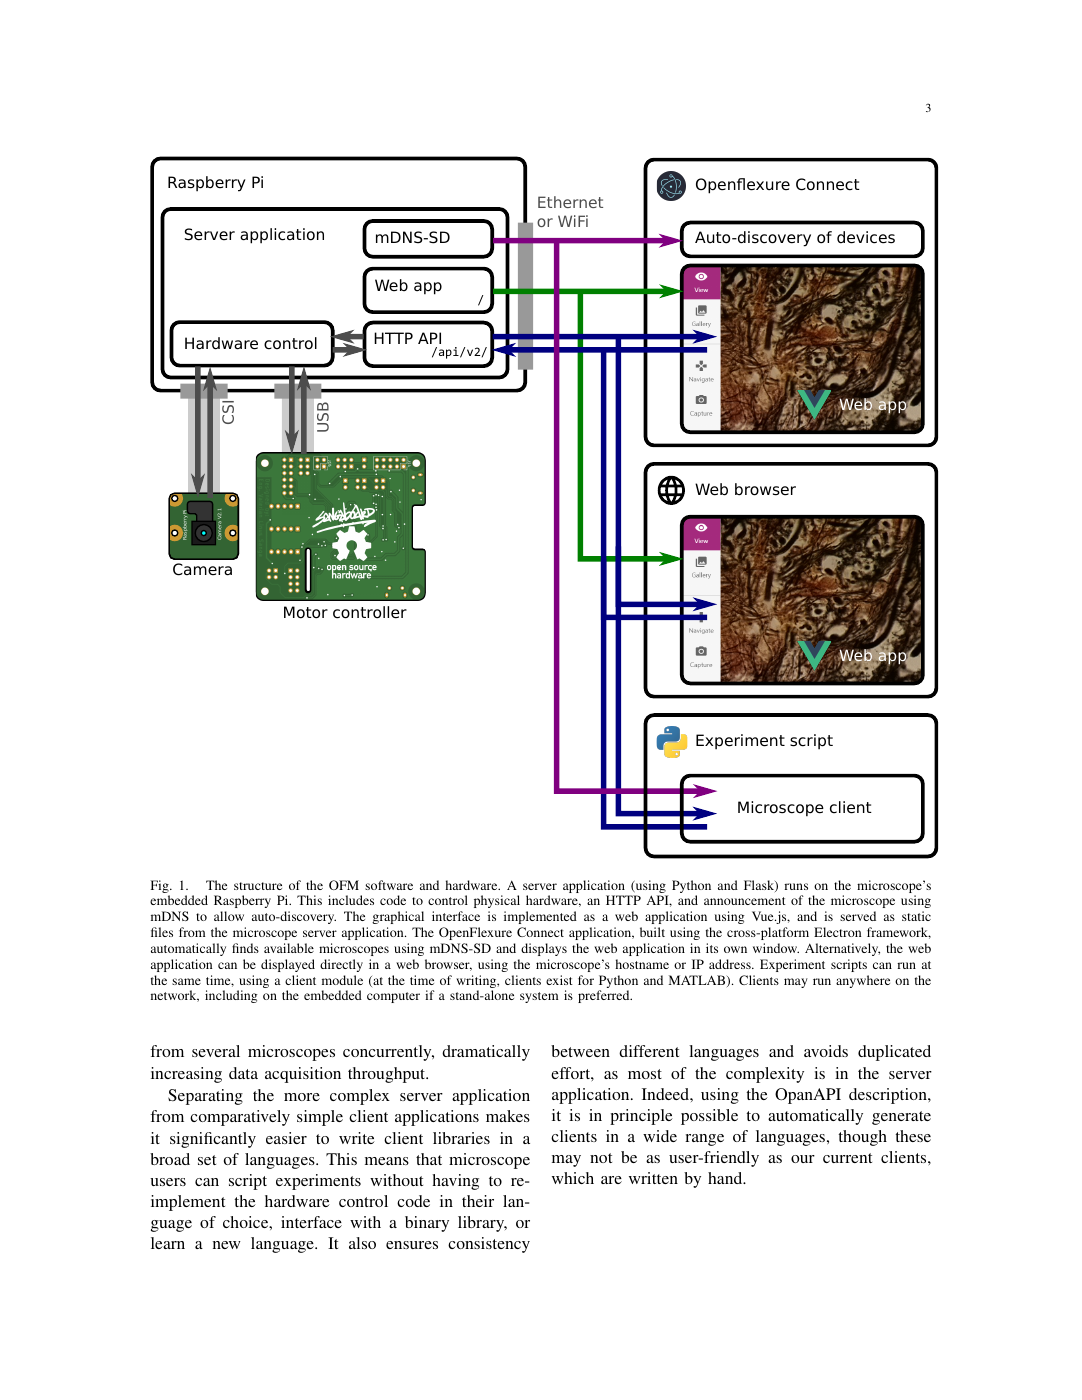 3
Raspberry Pi
Server application
mDNS-SD
Web app
/
Hardware control
HTTP API
/api/v2/
Ethernet
or WiFi
CSI
USB
Camera
Motor controller
open source
hardware
Openflexure Connect
Auto-discovery of devices
View
Gallery
Navigate
Capture
Web app
Web browser
View
Gallery
Navigate
Capture
Web app
Experiment script
Microscope client
Fig. 1. The structure of the OFM software and hardware. A server application (using Python and Flask) runs on the microscope's
embedded Raspberry Pi. This includes code to control physical hardware, an HTTP API, and announcement of the microscope using
mDNS to allow auto-discovery. The graphical interface is implemented as a web application using Vue.js, and is served as static
files from the microscope server application. The OpenFlexure Connect application, built using the cross-platform Electron framework,
automatically finds available microscopes using mDNS-SD and displays the web application in its own window. Alternatively, the web
application can be displayed directly in a web browser, using the microscope's hostname or IP address. Experiment scripts can run at
the same time, using a client module (at the time of writing, clients exist for Python and MATLAB). Clients may run anywhere on the
network, including on the embedded computer if a stand-alone system is preferred.
from several microscopes concurrently, dramatically
increasing data acquisition throughput.
Separating the more complex server application
from comparatively simple client applications makes
it significantly easier to write client libraries in a
broad set of languages. This means that microscope
users can script experiments without having to re-
implement the hardware control code in their lan-
guage of choice, interface with a binary library, or
learn a new language. It also ensures consistency
between different languages and avoids duplicated
effort, as most of the complexity is in the server
application. Indeed, using the OpanAPI description,
it is in principle possible to automatically generate
clients in a wide range of languages, though these
may not be as user-friendly as our current clients,
which are written by hand.